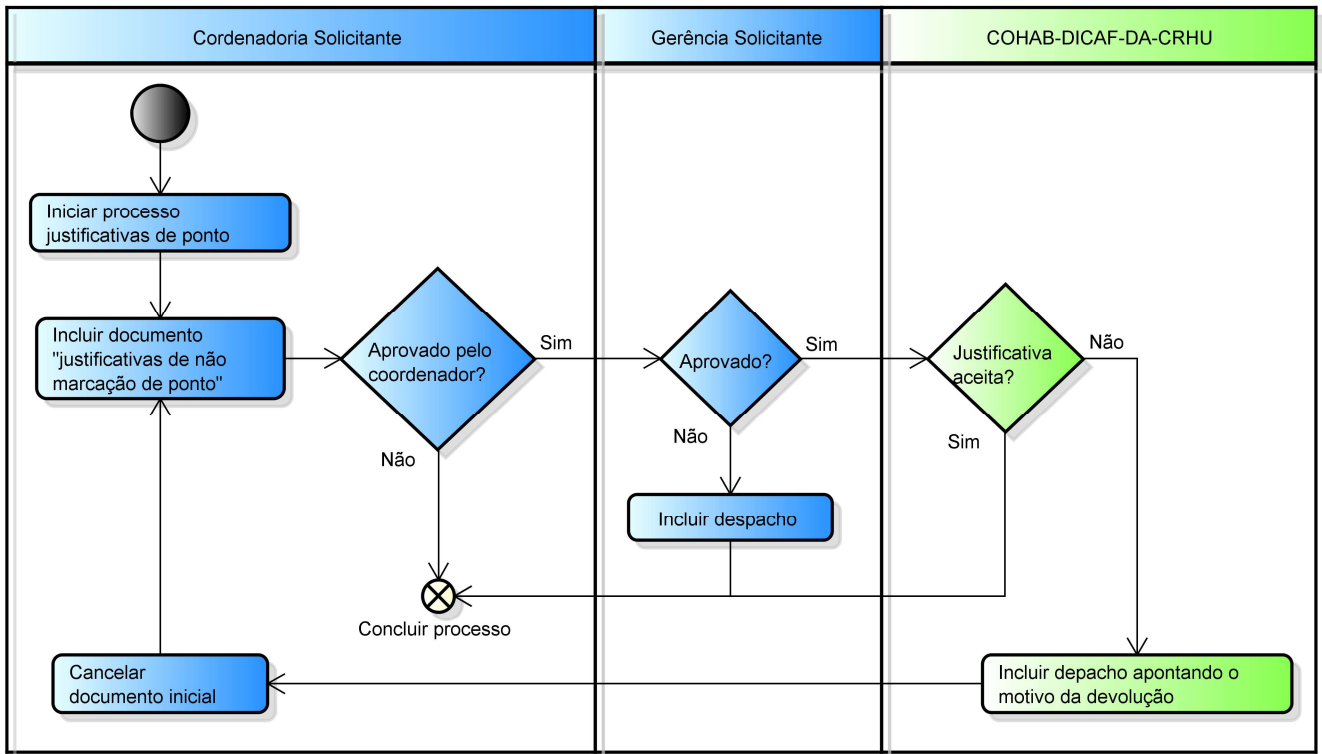 Cordenadoria Solicitante
Gerência Solicitante
COHAB-DICAF-DA-CRHU
Iniciar processo
justificativas de ponto
Incluir documento
"justificativas de não
marcação de ponto"
Aprovado pelo
coordenador?
Sim
Não
Aprovado?
Sim
Não
Justificativa
aceita?
Não
Sim
Incluir despacho
Concluir processo
Cancelar
documento inicial
Incluir depacho apontando o
motivo da devolução